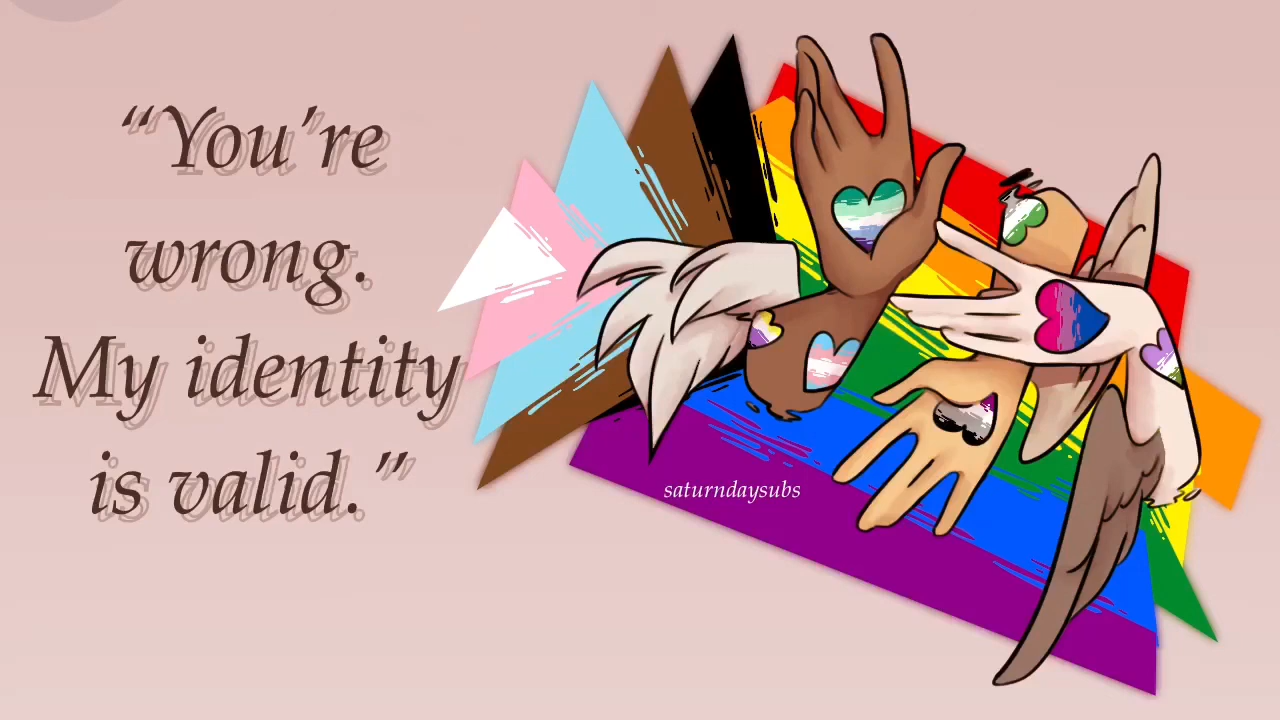 “You’re
wrong.
My identity
is valid.”
saturndaysubs